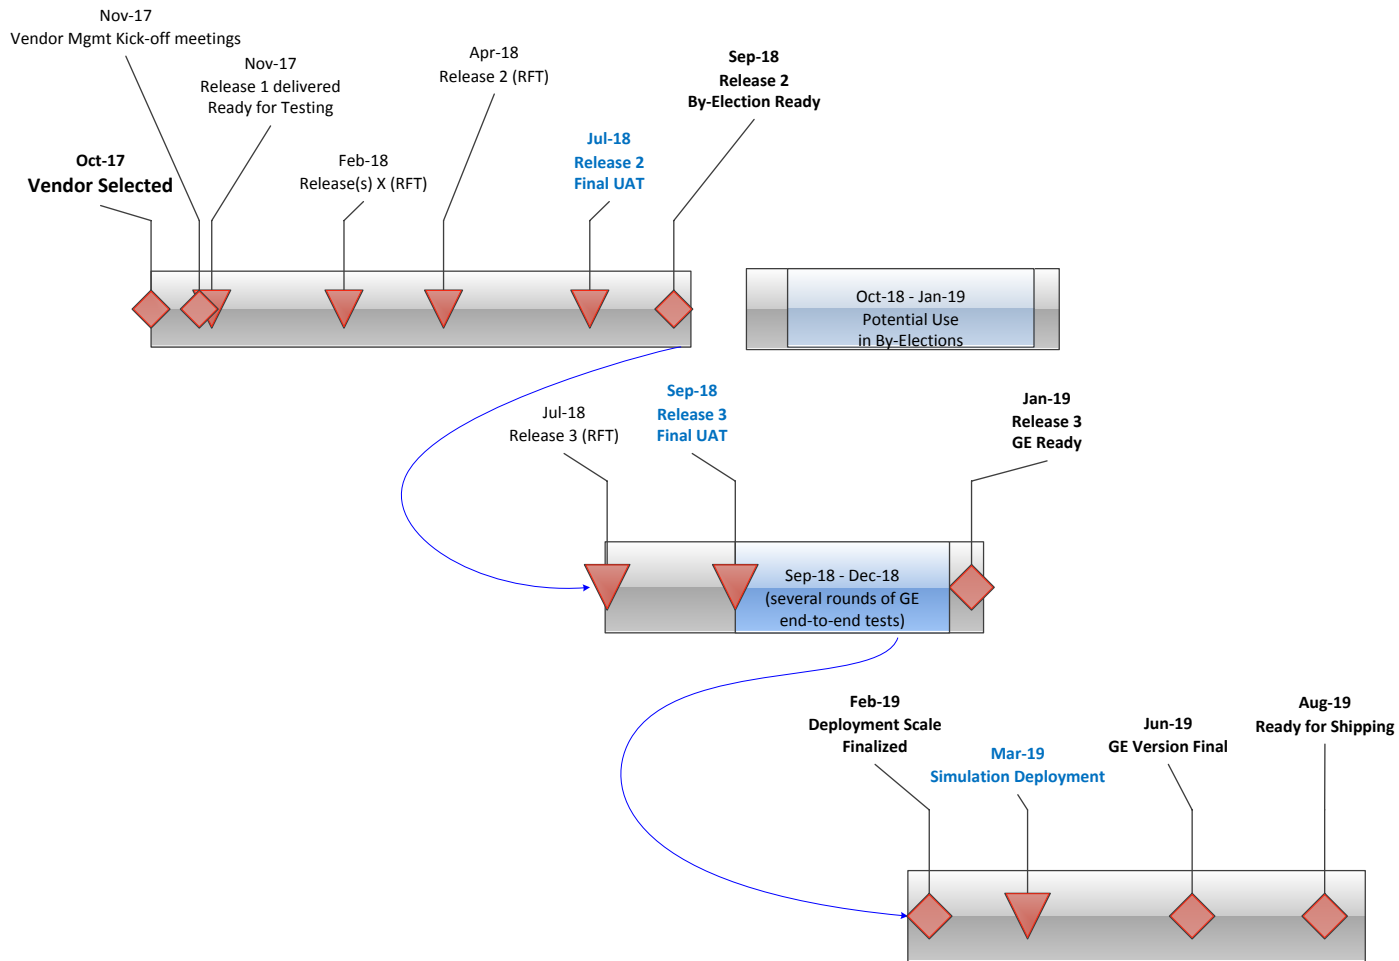 Nov-17
Vendor Mgmt Kick-off meetings
Nov-17
Release 1 delivered
Ready for Testing
Apr-18
Release 2 (RFT)
Sep-18
Release 2
By-Election Ready
Oct-17
Vendor Selected
Feb-18
Release(s) X (RFT)
Jul-18
Release 2
Final UAT
Oct-18 - Jan-19
Potential Use
in By-Elections
Jul-18
Release 3 (RFT)
Sep-18
Release 3
Final UAT
Jan-19
Release 3
GE Ready
Sep-18 - Dec-18
(several rounds of GE
end-to-end tests)
Feb-19
Deployment Scale
Finalized
Mar-19
Simulation Deployment
Jun-19
GE Version Final
Aug-19
Ready for Shipping